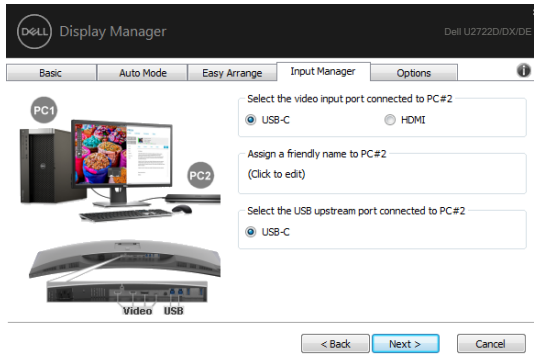 DELL Display Manager
Dell U2722D/DX/DE
Basic Auto Mode Easy Arrange Input Manager Options
Select the video input port connected to PC#2
USB-C HDMI
Assign a friendly name to PC#2
(Click to edit)
Select the USB upstream port connected to PC#2
USB-C
PC1
PC2
Video USB
< Back Next > Cancel